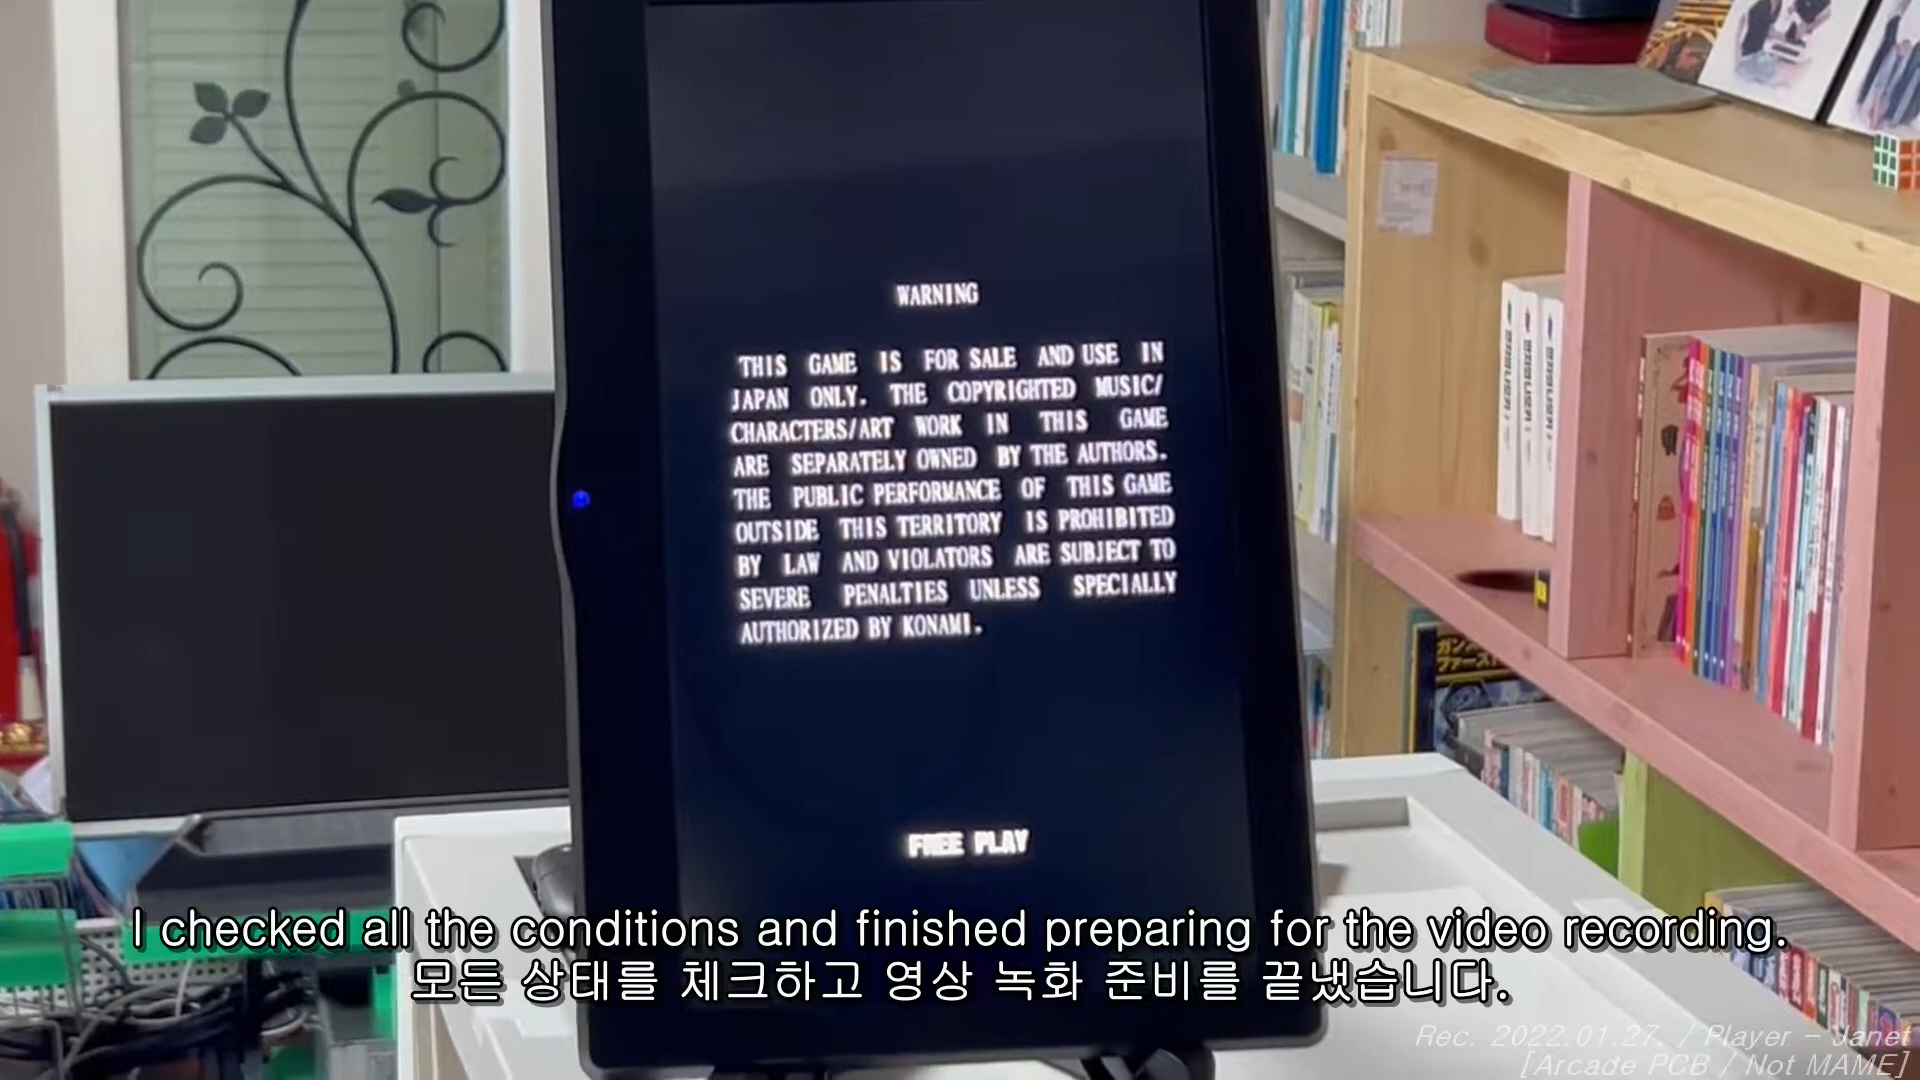 WARNING
THIS GAME IS FOR SALE AND USE IN
JAPAN ONLY. THE COPYRIGHTED MUSIC/
CHARACTERS/ART WORK IN THIS GAME
ARE SEPARATELY OWNED BY THE AUTHORS.
THE PUBLIC PERFORMANCE OF THIS GAME
OUTSIDE THIS TERRITORY IS PROHIBITED
BY LAW AND VIOLATORS ARE SUBJECT TO
SEVERE PENALTIES UNLESS SPECIALLY
AUTHORIZED BY KONAMI.
FREE PLAY
I checked all the conditions and finished preparing for the video recording.
모든 상태를 체크하고 영상 녹화 준비를 끝냈습니다.
Rec. 2022.01.27. / Player - Janet
[Arcade PCB / Not MAME]